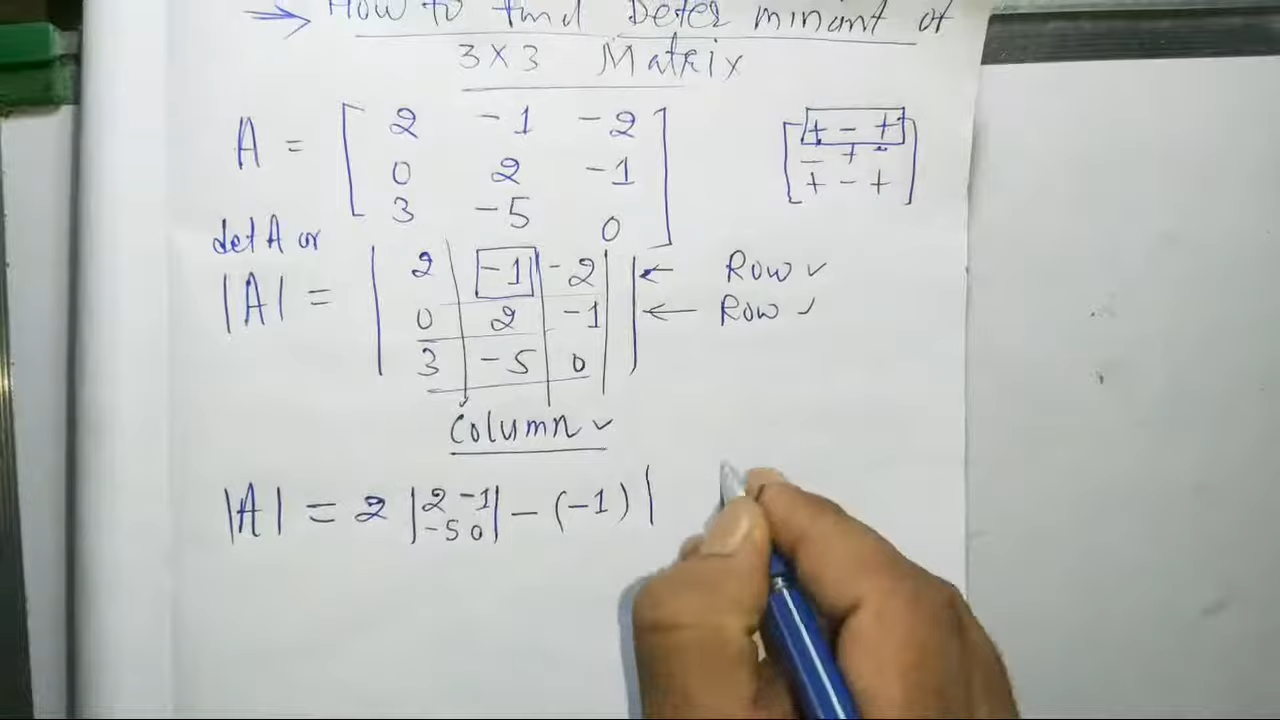 How to find Determinant of
3×3 Matrix
A = [ 2 -1 -2
0 2 -1
3 -5 0 ]
[ + - +
- + -
+ - + ]
det A or
|A| = | 2 -1 -2 | ← Row ✓
0 2 -1 ← Row ✓
3 -5 0
Column ✓
|A| = 2 |2 -1| - (-1) |
-5 0